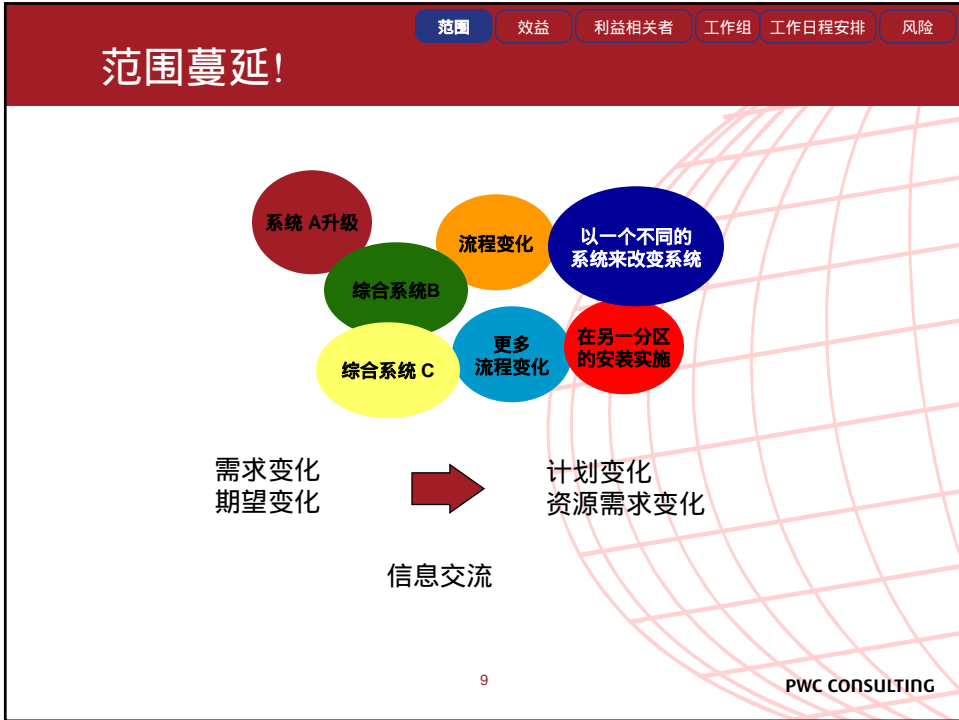 范围
效益
利益相关者
工作组
工作日程安排
风险
范围蔓延!
系统 A升级
流程变化
以一个不同的
系统来改变系统
综合系统B
综合系统 C
更多
流程变化
在另一分区
的安装实施
需求变化
期望变化
计划变化
资源需求变化
信息交流
9
PWC CONSULTING